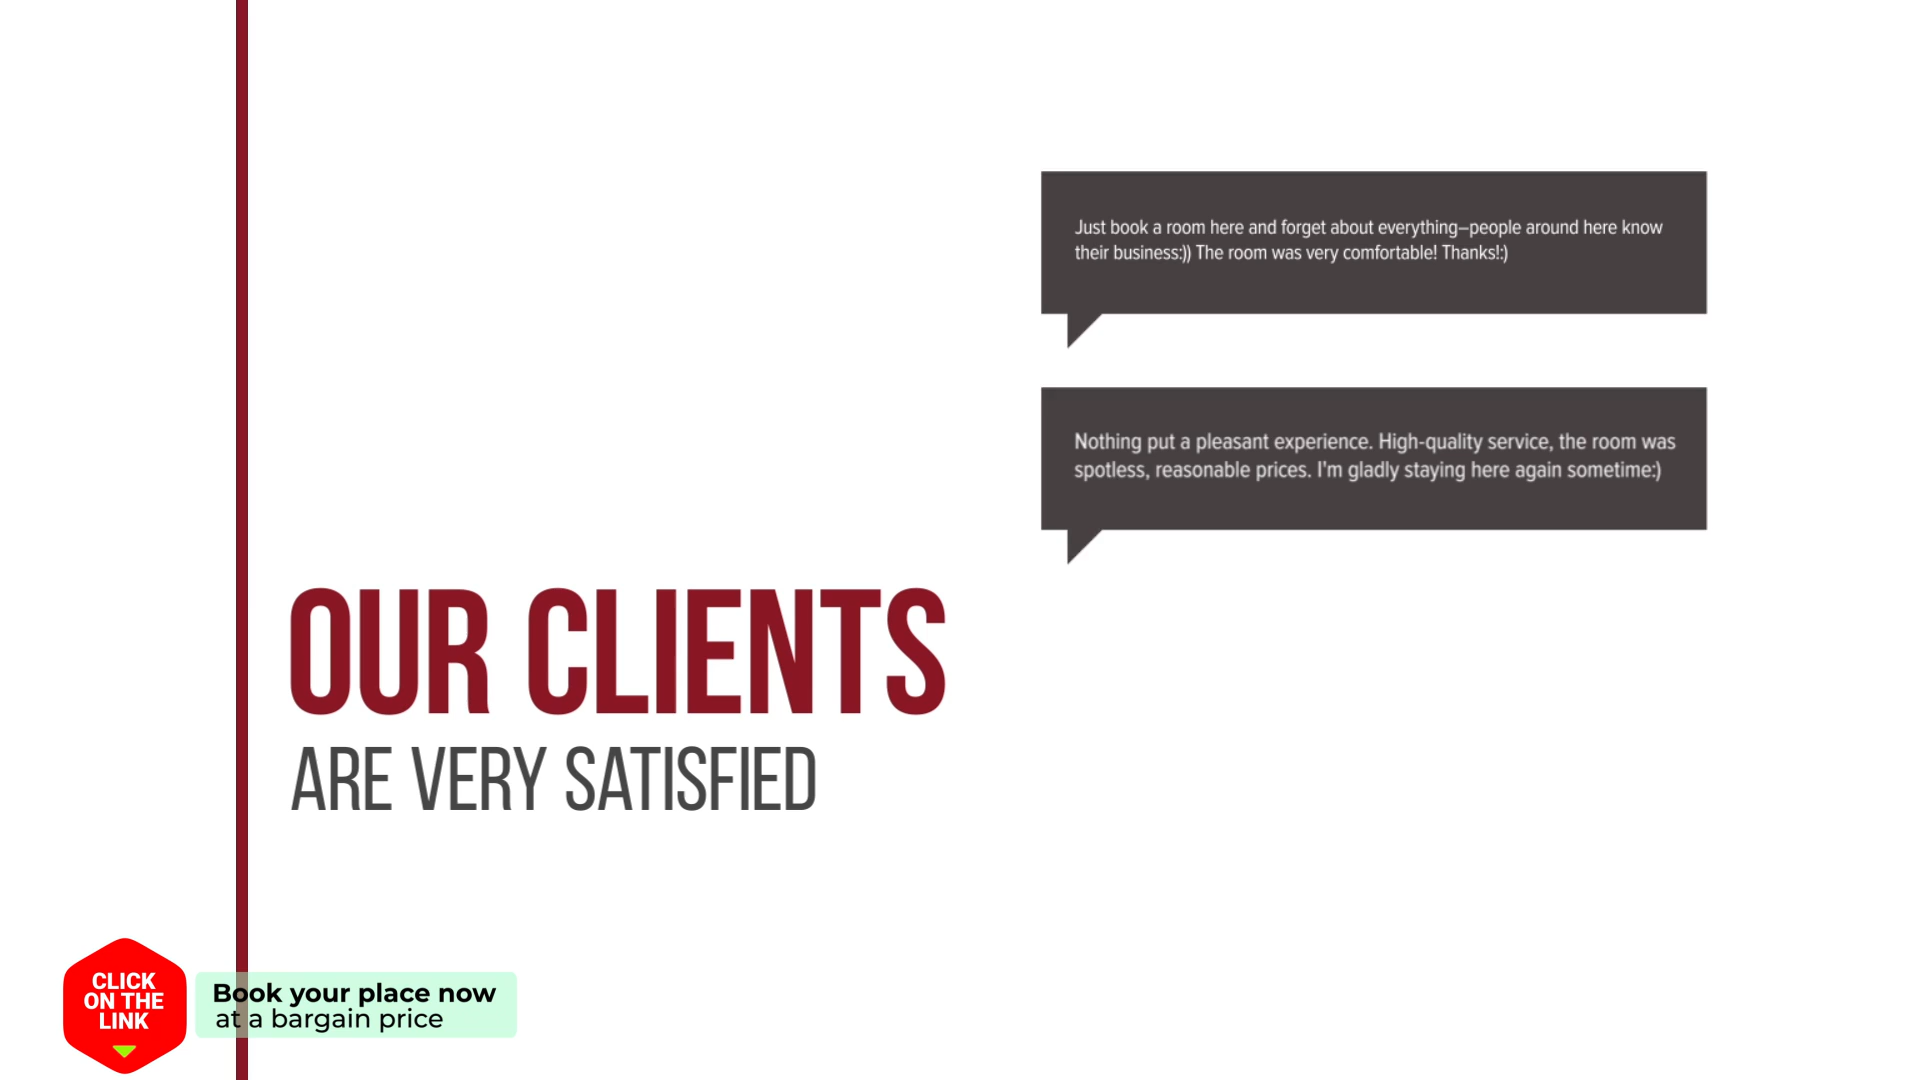 Just book a room here and forget about everything–people around here know
their business:)) The room was very comfortable! Thanks!:)
Nothing put a pleasant experience. High-quality service, the room was
spotless, reasonable prices. I'm gladly staying here again sometime:)
OUR CLIENTS
ARE VERY SATISFIED
CLICK
ON THE
LINK
Book your place now
at a bargain price